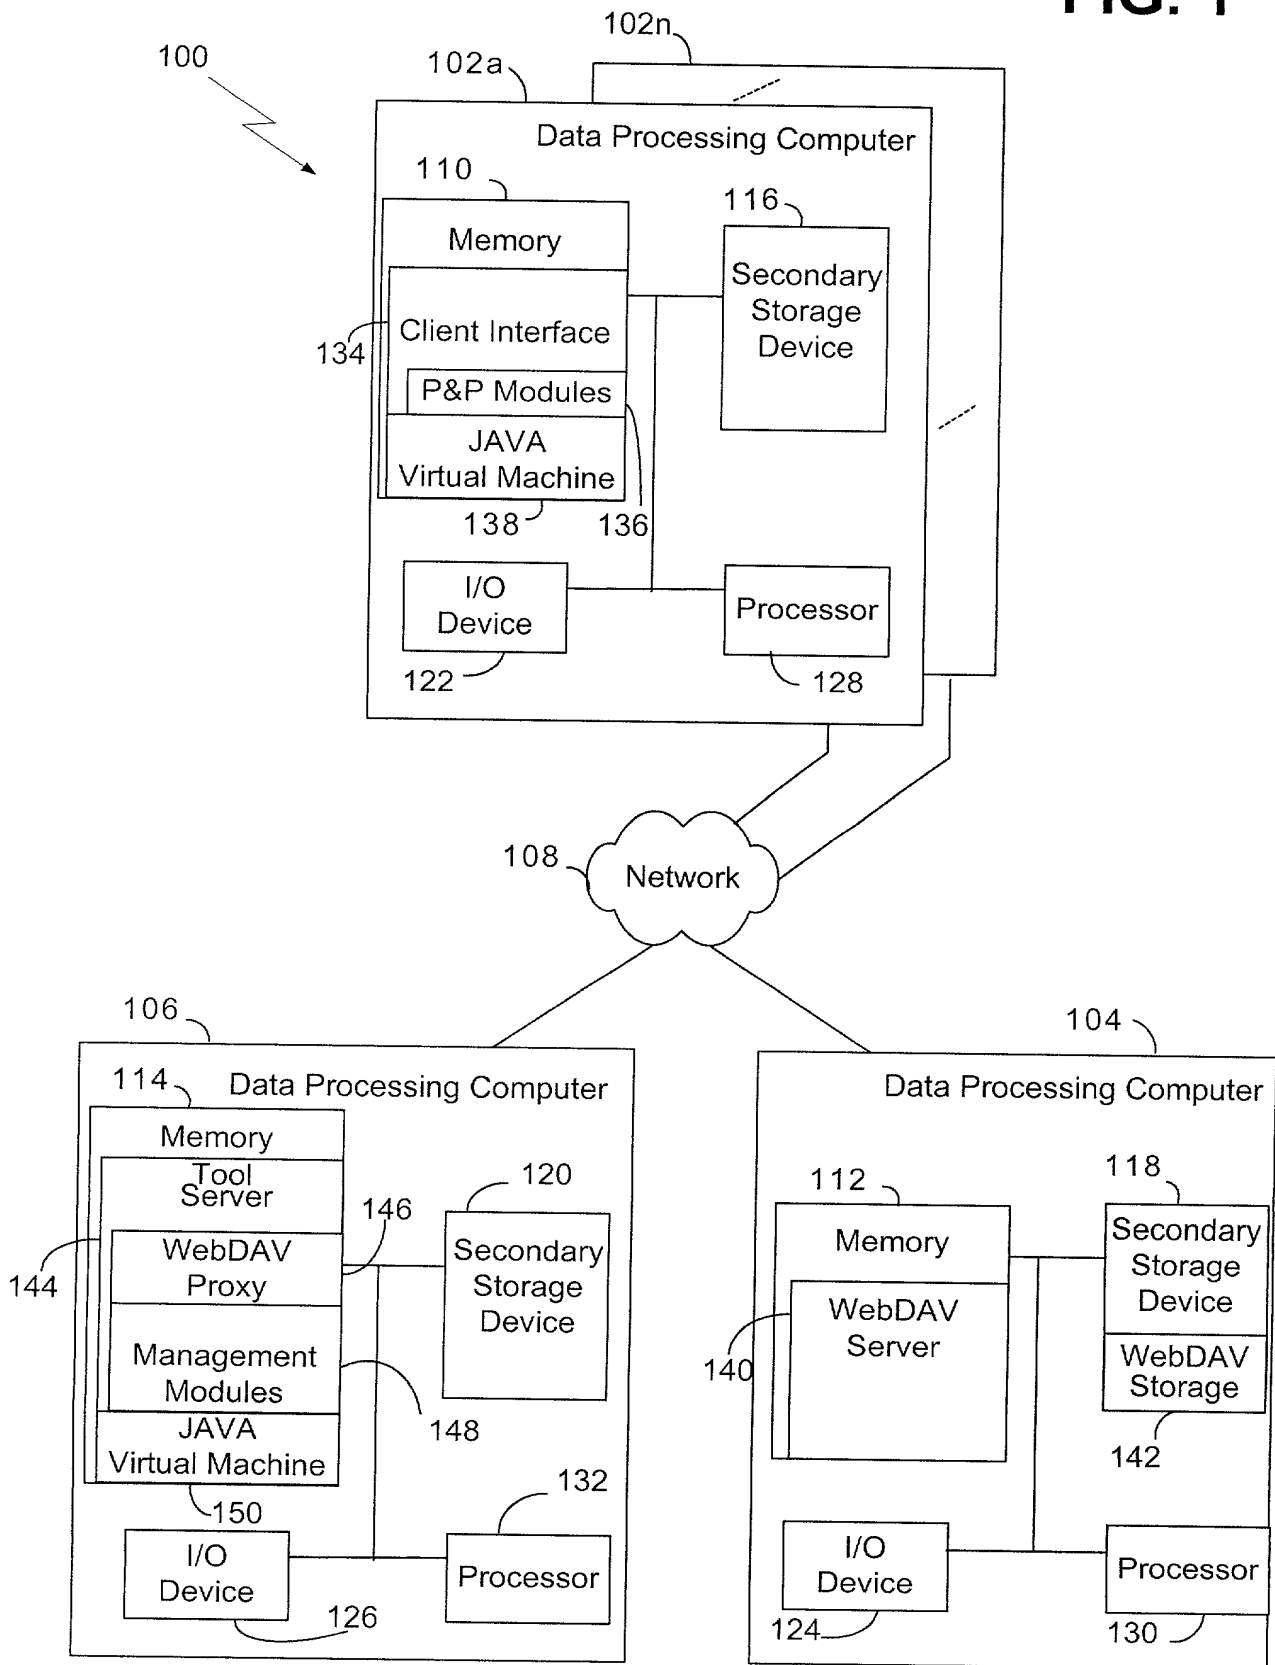 FIG. 1
102n
100
102a
Data Processing Computer
110
116
Memory
Secondary
Storage
Device
Client Interface
134
P&P Modules
JAVA
Virtual Machine
138
136
I/O
Device
Processor
122
128
108
Network
106
104
Data Processing Computer
114
Memory
Tool
Server
120
146
WebDAV
Proxy
Secondary
Storage
Device
144
Management
Modules
148
JAVA
Virtual Machine
150
132
I/O
Device
Processor
126
Data Processing Computer
118
112
Secondary
Storage
Device
Memory
WebDAV
Server
140
WebDAV
Storage
142
I/O
Device
Processor
124
130